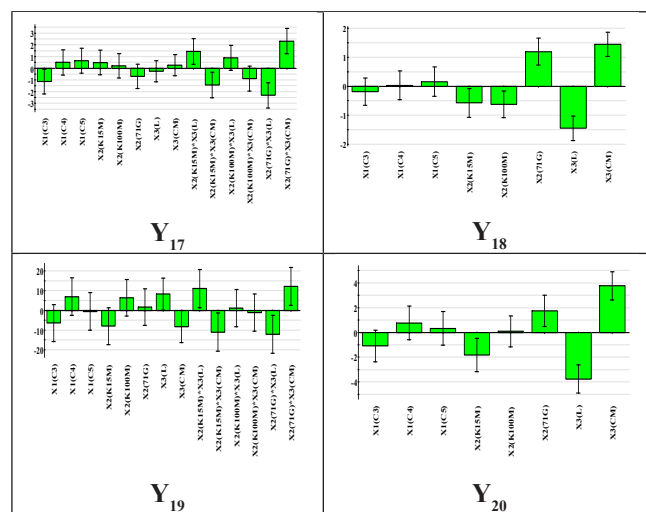 3
2
1
0
-1
-2
-3
X1(C3)
X1(C4)
X1(C5)
X2(K15M)
X2(K100M)
X2(71G)
X3(L)
X3(CM)
X2(K15M)*X3(L)
X2(K15M)*X3(CM)
X2(K100M)*X3(L)
X2(K100M)*X3(CM)
X2(71G)*X3(L)
X2(71G)*X3(CM)
Y17
2
1
0
-1
-2
X1(C3)
X1(C4)
X1(C5)
X2(K15M)
X2(K100M)
X2(71G)
X3(L)
X3(CM)
Y18
20
10
0
-10
-20
X1(C3)
X1(C4)
X1(C5)
X2(K15M)
X2(K100M)
X2(71G)
X3(L)
X3(CM)
X2(K15M)*X3(L)
X2(K15M)*X3(CM)
X2(K100M)*X3(L)
X2(K100M)*X3(CM)
X2(71G)*X3(L)
X2(71G)*X3(CM)
Y19
4
2
0
-2
-4
X1(C3)
X1(C4)
X1(C5)
X2(K15M)
X2(K100M)
X2(71G)
X3(L)
X3(CM)
Y20